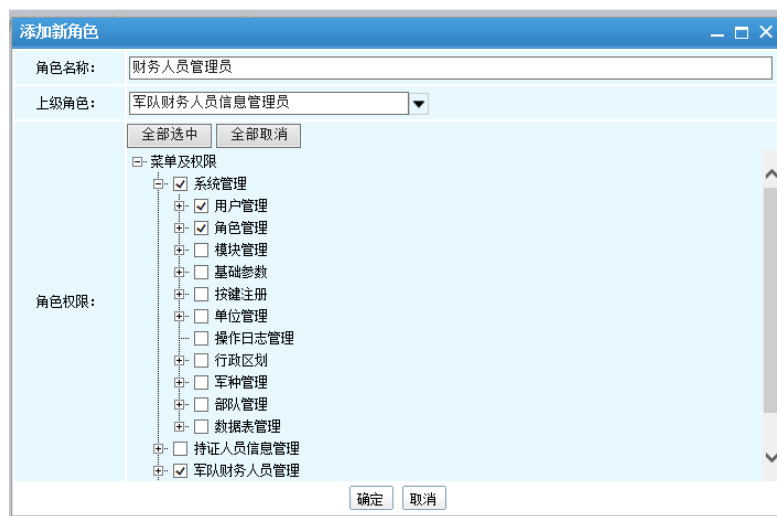 添加新角色
角色名称： 财务人员管理员
上级角色： 军队财务人员信息管理员
全部选中 全部取消
菜单及权限
系统管理
用户管理
角色管理
模块管理
基础参数
按键注册
单位管理
角色权限：
操作日志管理
行政区划
军种管理
部队管理
数据表管理
持证人员信息管理
军队财务人员管理
确定 取消